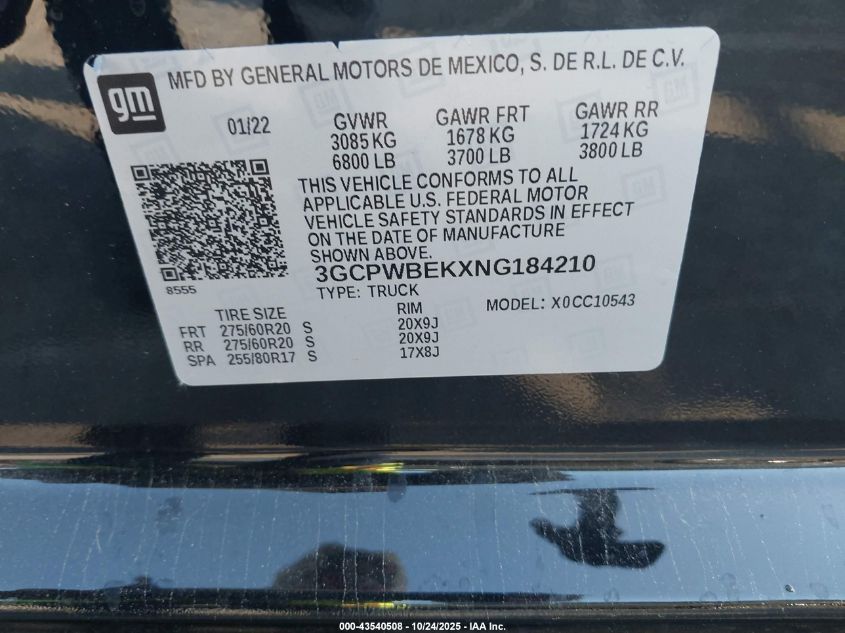 gm
MFD BY GENERAL MOTORS DE MEXICO, S. DE R.L. DE C.V.
01/22 GVWR GAWR FRT GAWR RR
3085 KG 1678 KG 1724 KG
6800 LB 3700 LB 3800 LB
THIS VEHICLE CONFORMS TO ALL
APPLICABLE U.S. FEDERAL MOTOR
VEHICLE SAFETY STANDARDS IN EFFECT
ON THE DATE OF MANUFACTURE
SHOWN ABOVE.
3GCPWBEKXNG184210
8555
TYPE: TRUCK MODEL: X0CC10543
TIRE SIZE RIM
FRT 275/60R20 S 20X9J
RR 275/60R20 S 20X9J
SPA 255/80R17 S 17X8J
000-43540508 - 10/24/2025 - IAA Inc.